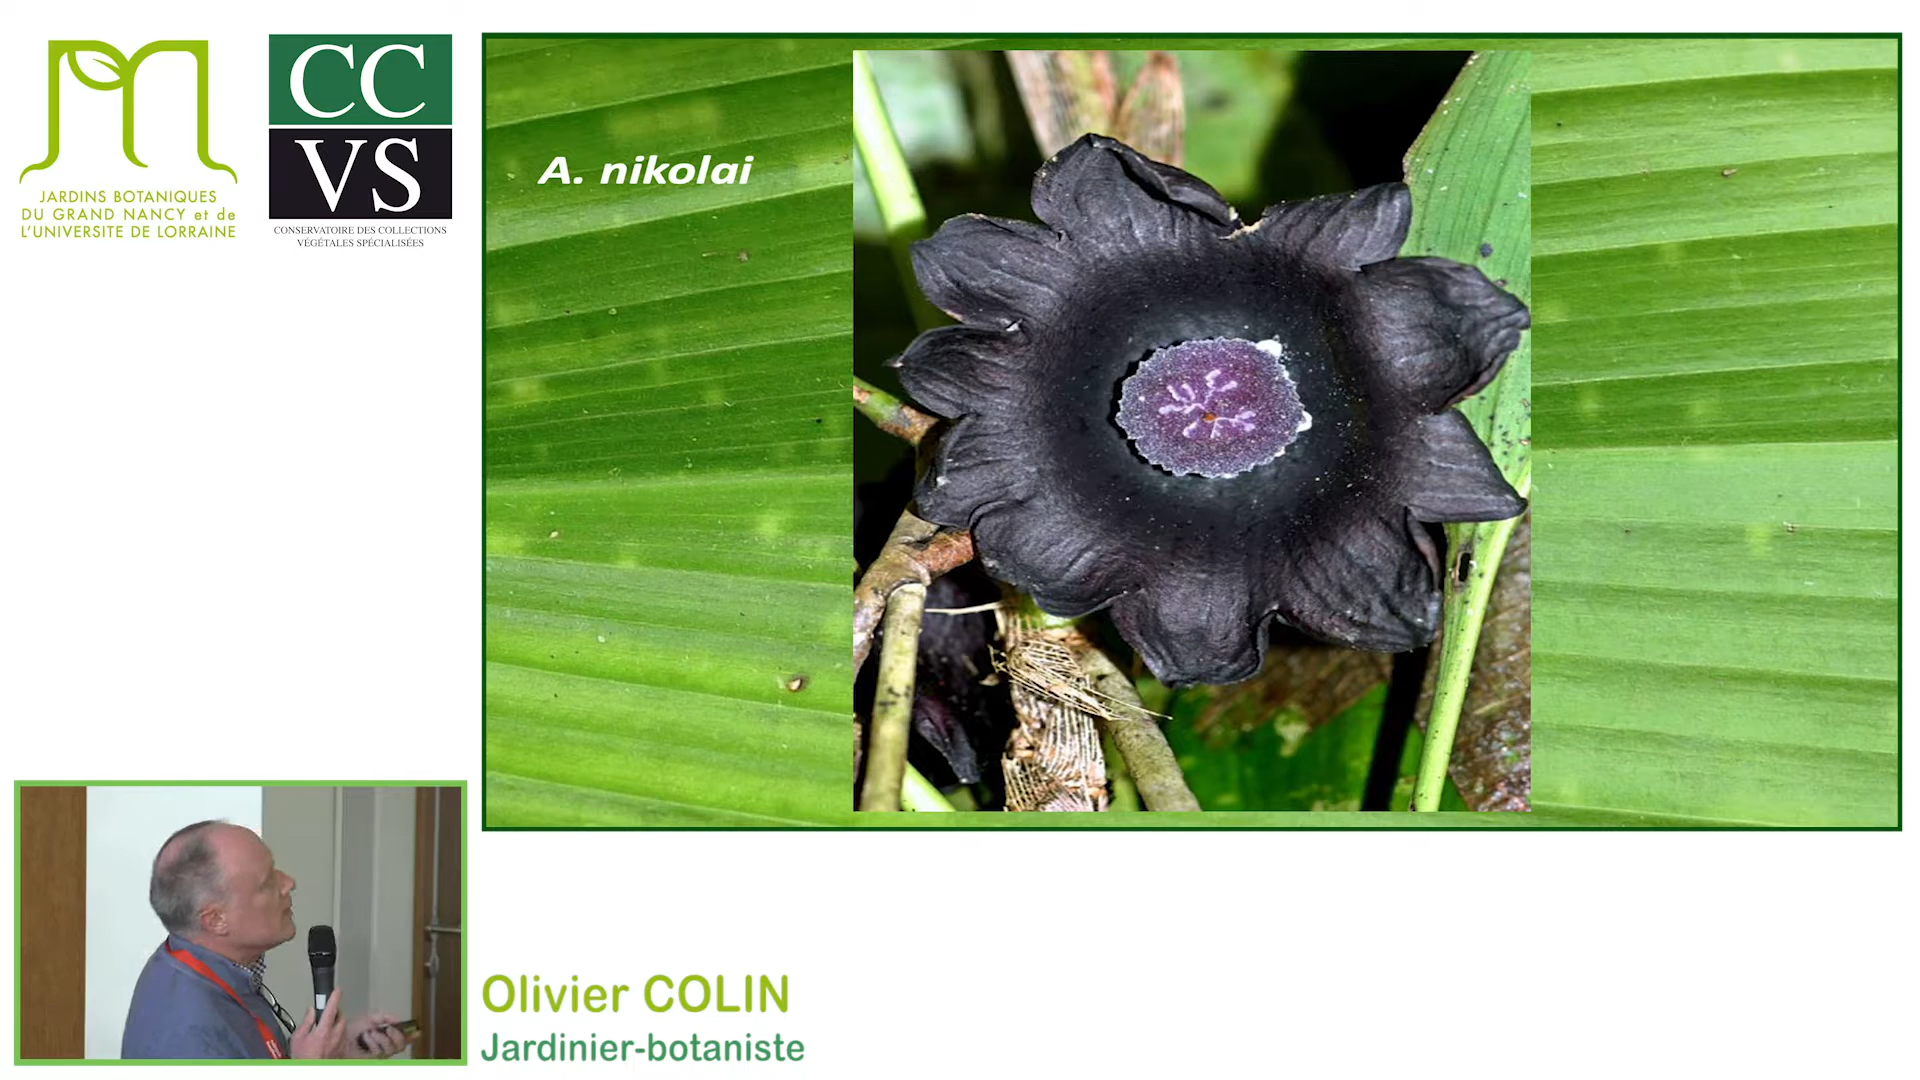 JARDINS BOTANIQUES
DU GRAND NANCY et de
L'UNIVERSITE DE LORRAINE
CC
VS
CONSERVATOIRE DES COLLECTIONS
VÉGÉTALES SPÉCIALISÉES
A. nikolai
Olivier COLIN
Jardinier-botaniste